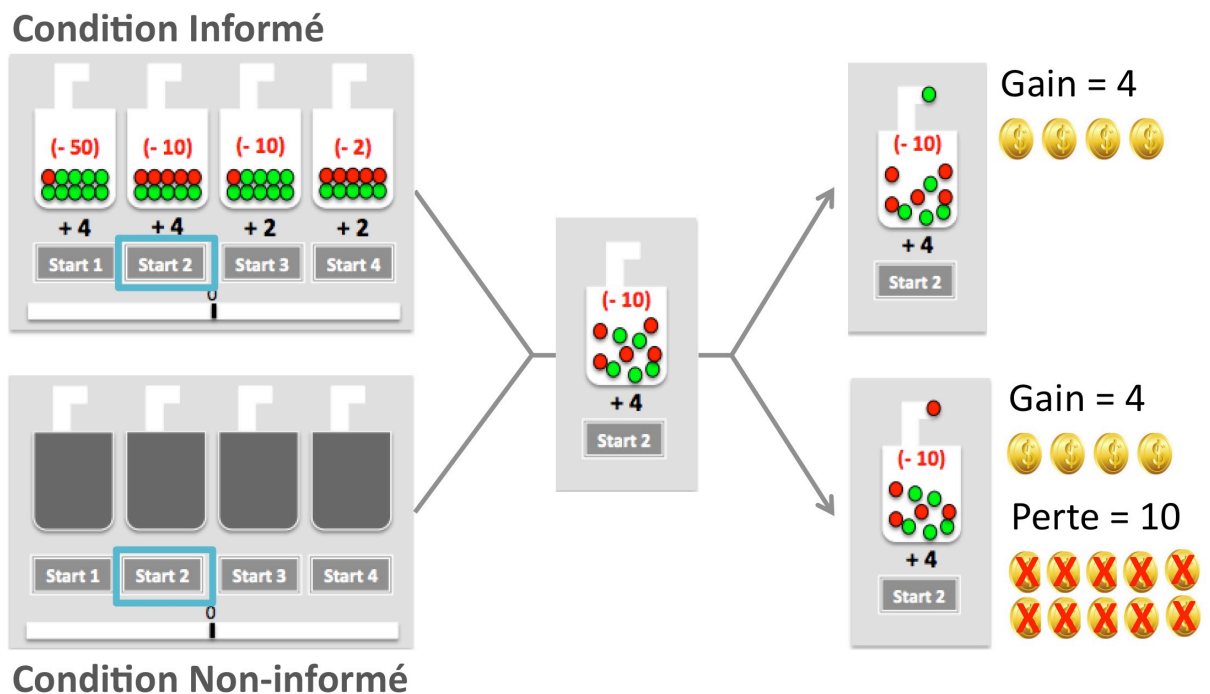 Condition Informé
(- 50) (- 10) (- 10) (- 2)
+ 4 + 4 + 2 + 2
Start 1 Start 2 Start 3 Start 4
0
Start 1 Start 2 Start 3 Start 4
0
Condition Non-informé
(- 10)
+ 4
Start 2
(- 10)
+ 4
Start 2
Gain = 4
(- 10)
+ 4
Start 2
Gain = 4
Perte = 10